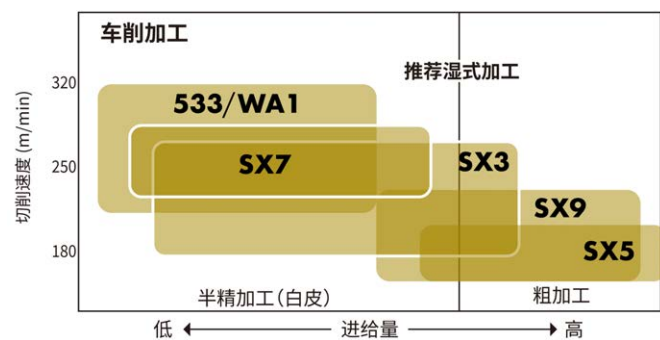 车削加工
推荐湿式加工
320
533/WA1
切削速度 (m/min)
250
SX7
SX3
SX9
180
SX5
半精加工(白皮)
粗加工
低
进给量
高